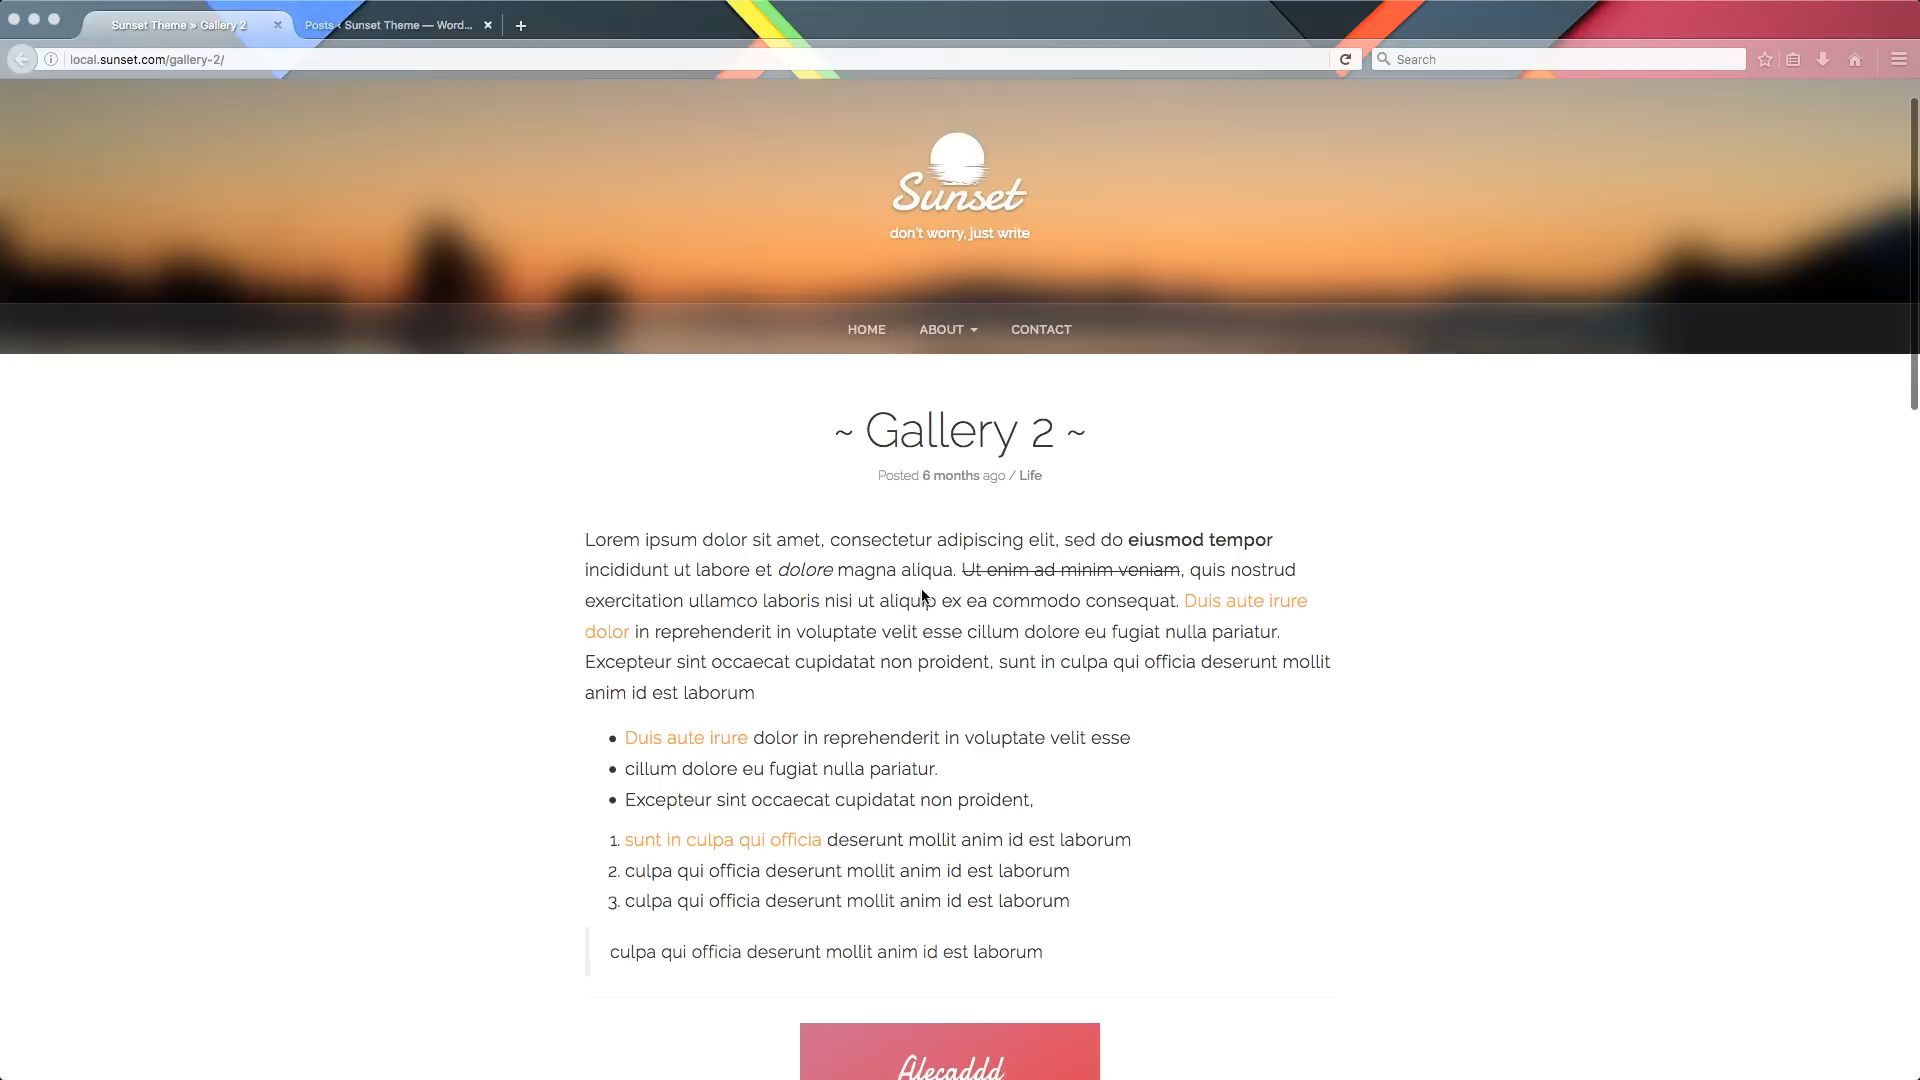 Sunset Theme » Gallery 2
Posts ‹ Sunset Theme — Word...
local.sunset.com/gallery-2/
Search
Sunset
don't worry, just write
HOME
ABOUT
CONTACT
~ Gallery 2 ~
Posted 6 months ago / Life
Lorem ipsum dolor sit amet, consectetur adipiscing elit, sed do eiusmod tempor
incididunt ut labore et dolore magna aliqua. Ut enim ad minim veniam, quis nostrud
exercitation ullamco laboris nisi ut aliquip ex ea commodo consequat. Duis aute irure
dolor in reprehenderit in voluptate velit esse cillum dolore eu fugiat nulla pariatur.
Excepteur sint occaecat cupidatat non proident, sunt in culpa qui officia deserunt mollit
anim id est laborum
• Duis aute irure dolor in reprehenderit in voluptate velit esse
• cillum dolore eu fugiat nulla pariatur.
• Excepteur sint occaecat cupidatat non proident,
1. sunt in culpa qui officia deserunt mollit anim id est laborum
2. culpa qui officia deserunt mollit anim id est laborum
3. culpa qui officia deserunt mollit anim id est laborum
culpa qui officia deserunt mollit anim id est laborum
Alecaddd